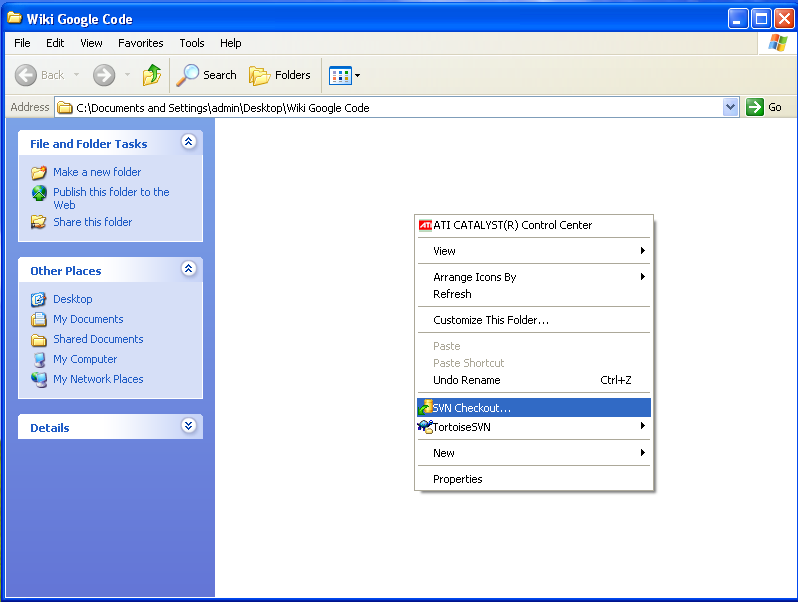 Wiki Google Code
File Edit View Favorites Tools Help
Back Search Folders
Address C:\Documents and Settings\admin\Desktop\Wiki Google Code Go
File and Folder Tasks
Make a new folder
Publish this folder to the
Web
Share this folder
Other Places
Desktop
My Documents
Shared Documents
My Computer
My Network Places
Details
ATI ATI CATALYST(R) Control Center
View
Arrange Icons By
Refresh
Customize This Folder...
Paste
Paste Shortcut
Undo Rename Ctrl+Z
SVN Checkout...
TortoiseSVN
New
Properties